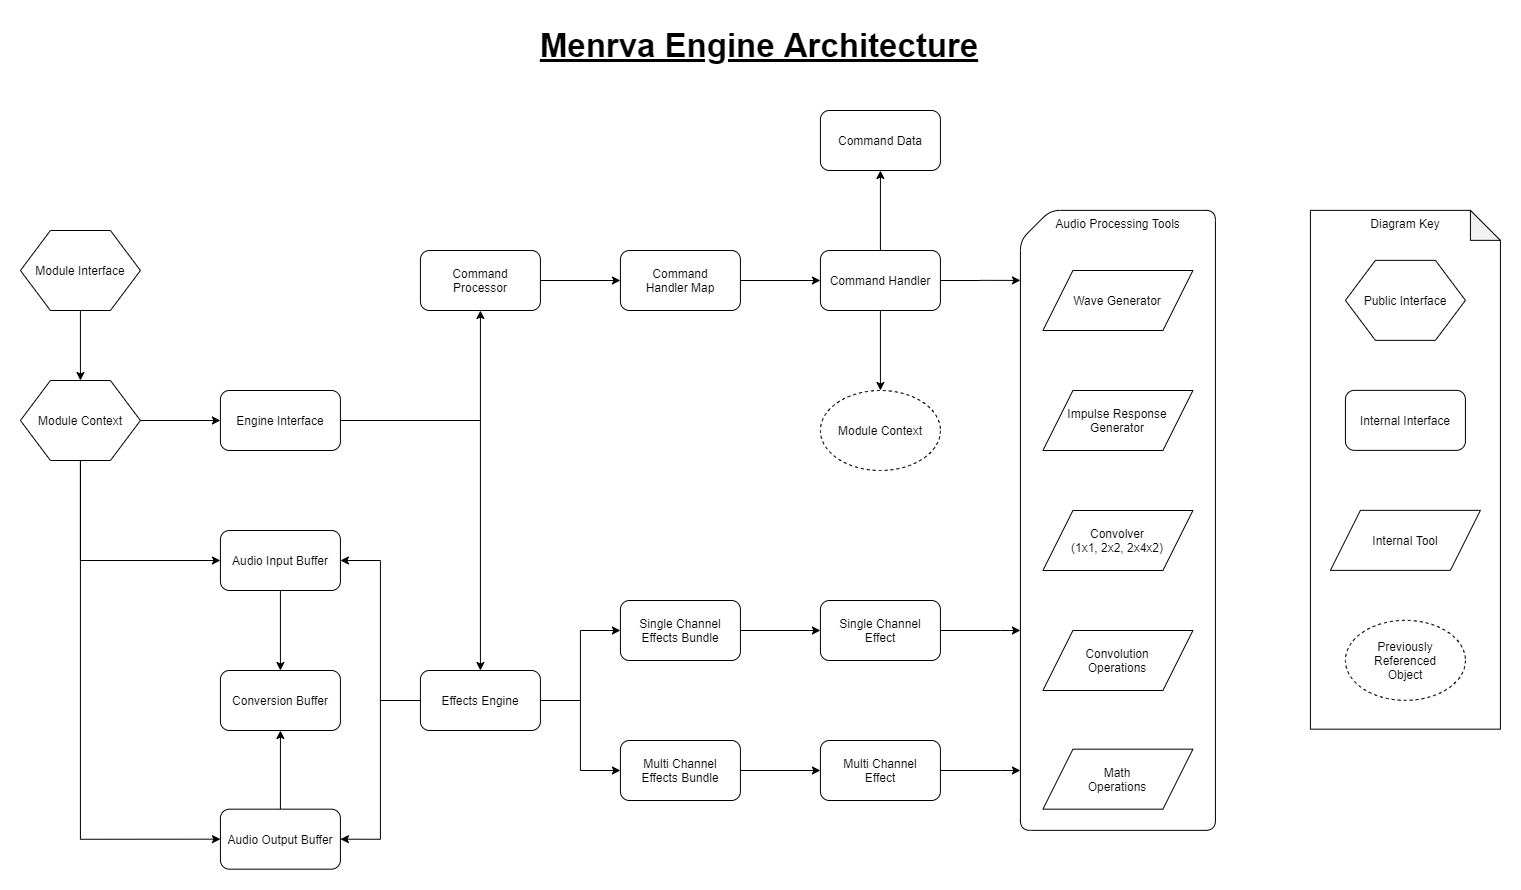 Menrva Engine Architecture
Command Data
Module Interface
Module Context
Engine Interface
Command
Processor
Command
Handler Map
Command Handler
Module Context
Audio Input Buffer
Conversion Buffer
Audio Output Buffer
Effects Engine
Single Channel
Effects Bundle
Single Channel
Effect
Multi Channel
Effects Bundle
Multi Channel
Effect
Audio Processing Tools
Wave Generator
Impulse Response
Generator
Convolver
(1x1, 2x2, 2x4x2)
Convolution
Operations
Math
Operations
Diagram Key
Public Interface
Internal Interface
Internal Tool
Previously
Referenced
Object